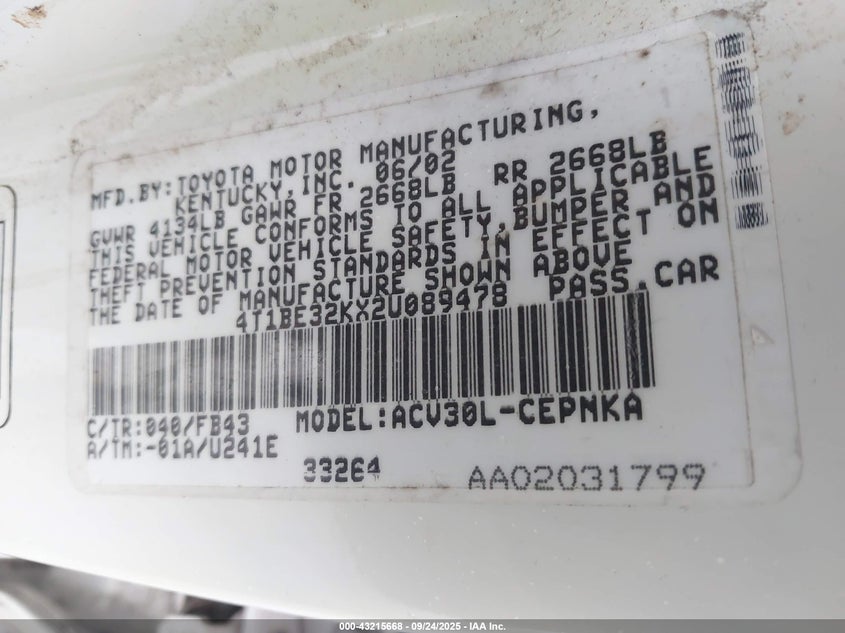 MFD.BY:TOYOTA MOTOR MANUFACTURING,
KENTUCKY,INC. 06/02
GVWR 4134LB GAWR FR 2668LB RR 2668LB
THIS VEHICLE CONFORMS TO ALL APPLICABLE
FEDERAL MOTOR VEHICLE SAFETY,BUMPER AND
THEFT PREVENTION STANDARDS IN EFFECT ON
THE DATE OF MANUFACTURE SHOWN ABOVE
4T1BE32KX2U089478 PASS.CAR
C/TR:040/FB43 MODEL:ACV30L-CEPNKA
A/TM:-01A/U241E
33264
AA02031799
000-43215668 - 09/24/2025 - IAA Inc.